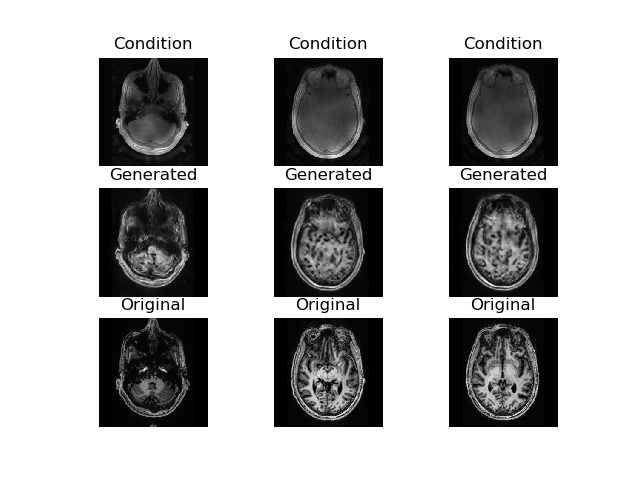 Condition Condition Condition
Generated Generated Generated
Original Original Original